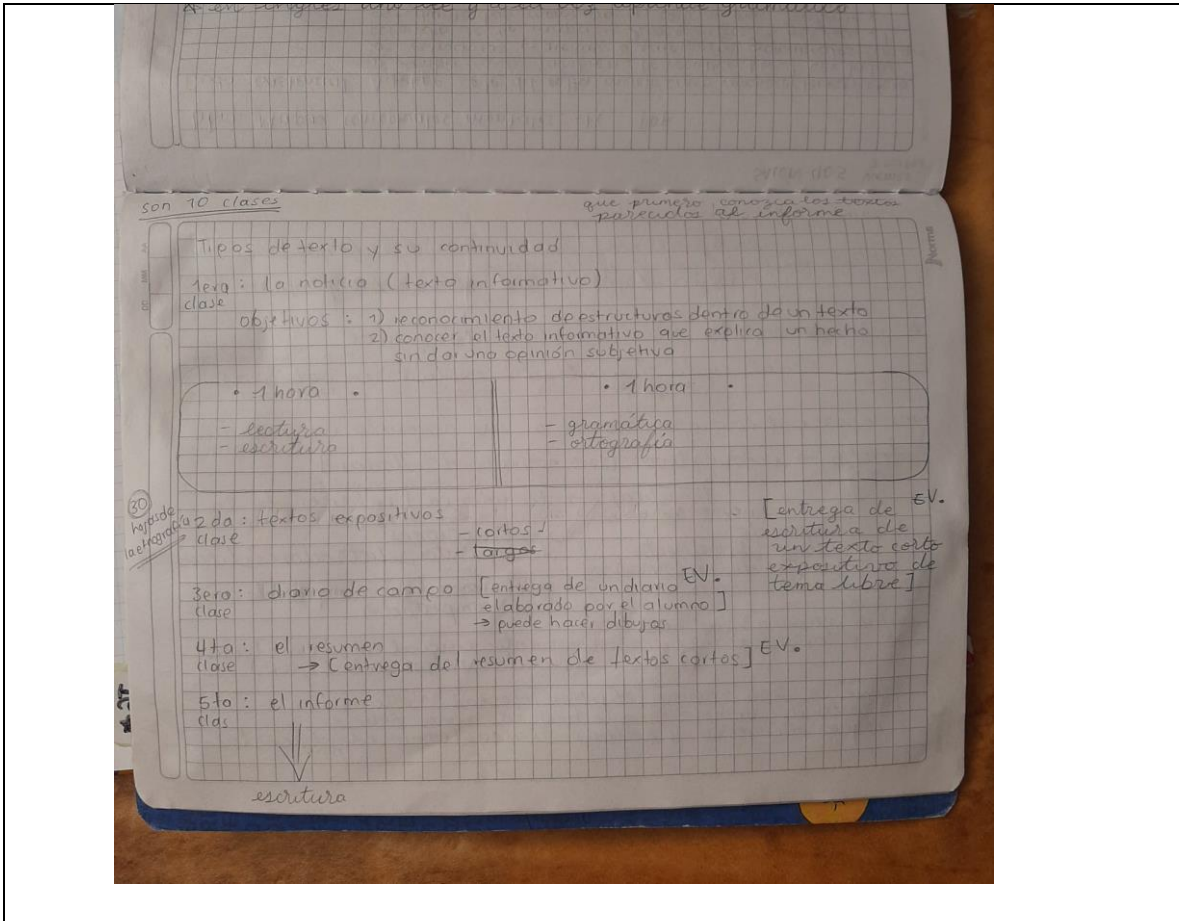 son 10 clases
que primero conozca los textos
parecidos al informe
Tipos de texto y su continuidad
1era: la noticia (texto informativo)
clase
objetivos: 1) reconocimiento de estructuras dentro de un texto
2) conocer el texto informativo que explica un hecho
sin dar una opinión subjetiva
• 1 hora •
- lectura
- escritura
• 1 hora •
- gramática
- ortografía
30
hojas de
2da: textos expositivos
clase
- cortos -
- largos
[entrega de EV.
escritura de
un texto corto
expositivo de
tema libre]
3ero: diario de campo [entrega de un diario EV.
clase elaborado por el alumno]
→ puede hacer dibujos
4to: el resumen
clase → [entrega del resumen de textos cortos] EV.
5to: el informe
clas
escritura